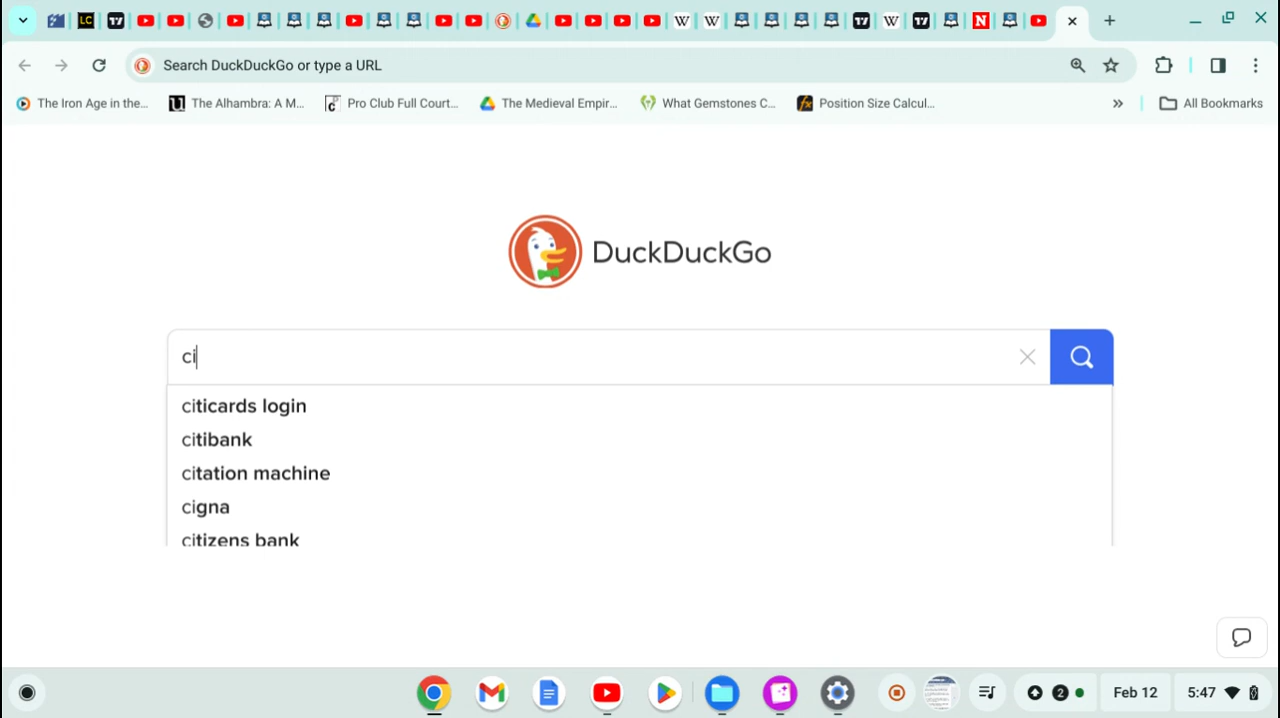 LC
Search DuckDuckGo or type a URL
The Iron Age in the...
The Alhambra: A M...
Pro Club Full Court...
The Medieval Empir...
What Gemstones C...
Position Size Calcul...
All Bookmarks
DuckDuckGo
ci
citicards login
citibank
citation machine
cigna
citizens bank
2
Feb 12
5:47